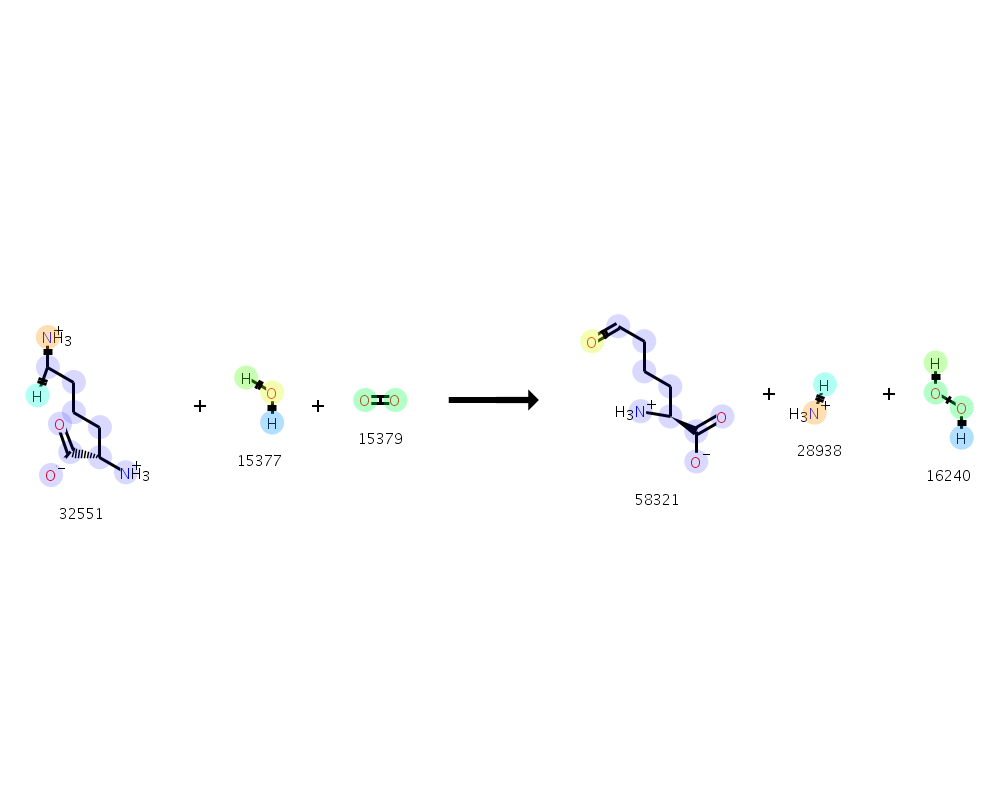 NH3+
H
O
O−
NH3+
32551
+
H
O
H
15377
+
O O
15379
O
H3N+
O
O−
58321
+
H
H3N+
28938
+
H
O
O
H
16240